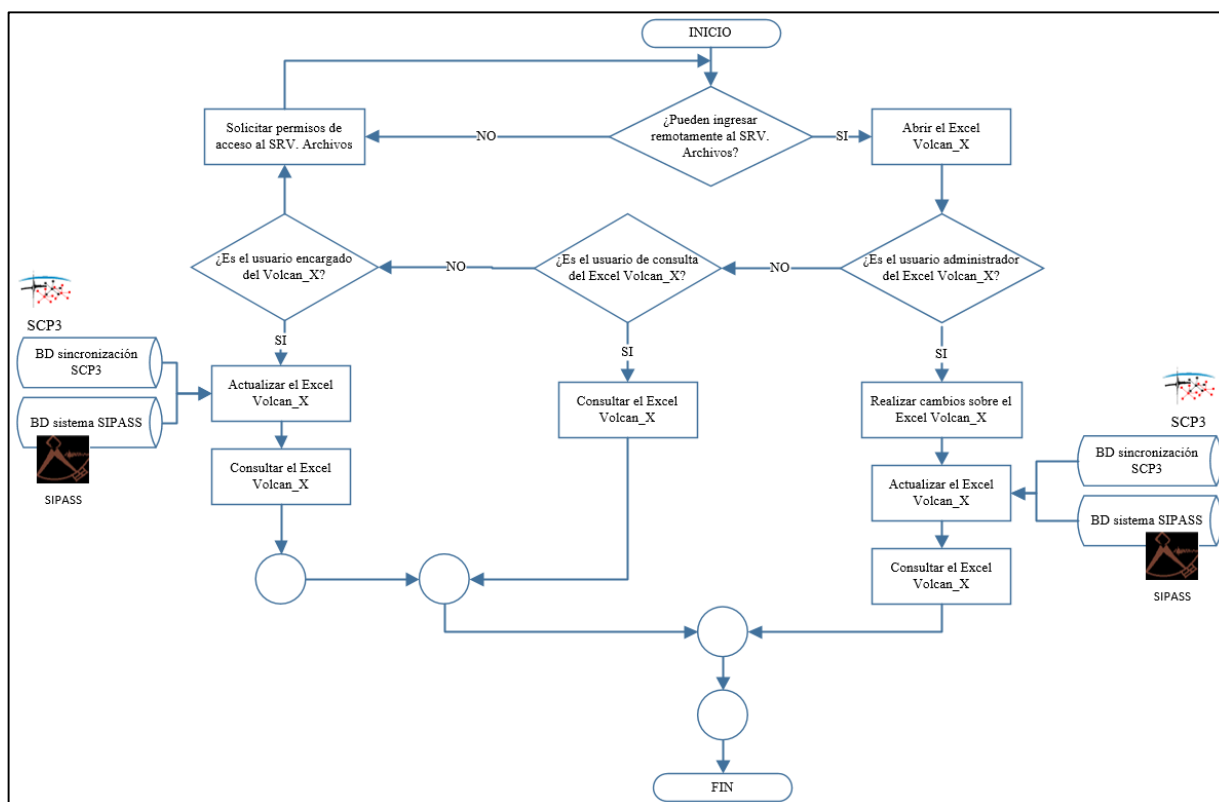 INICIO
Solicitar permisos de
acceso al SRV. Archivos
NO
¿Pueden ingresar
remotamente al SRV.
Archivos?
SI
Abrir el Excel
Volcan_X
¿Es el usuario encargado
del Volcan_X?
NO
¿Es el usuario de consulta
del Excel Volcan_X?
NO
¿Es el usuario administrador
del Excel Volcan_X?
SCP3
BD sincronización
SCP3
BD sistema SIPASS
SIPASS
SI
Actualizar el Excel
Volcan_X
Consultar el Excel
Volcan_X
SI
Consultar el Excel
Volcan_X
SI
Realizar cambios sobre el
Excel Volcan_X
Actualizar el Excel
Volcan_X
Consultar el Excel
Volcan_X
SCP3
BD sincronización
SCP3
BD sistema SIPASS
SIPASS
FIN